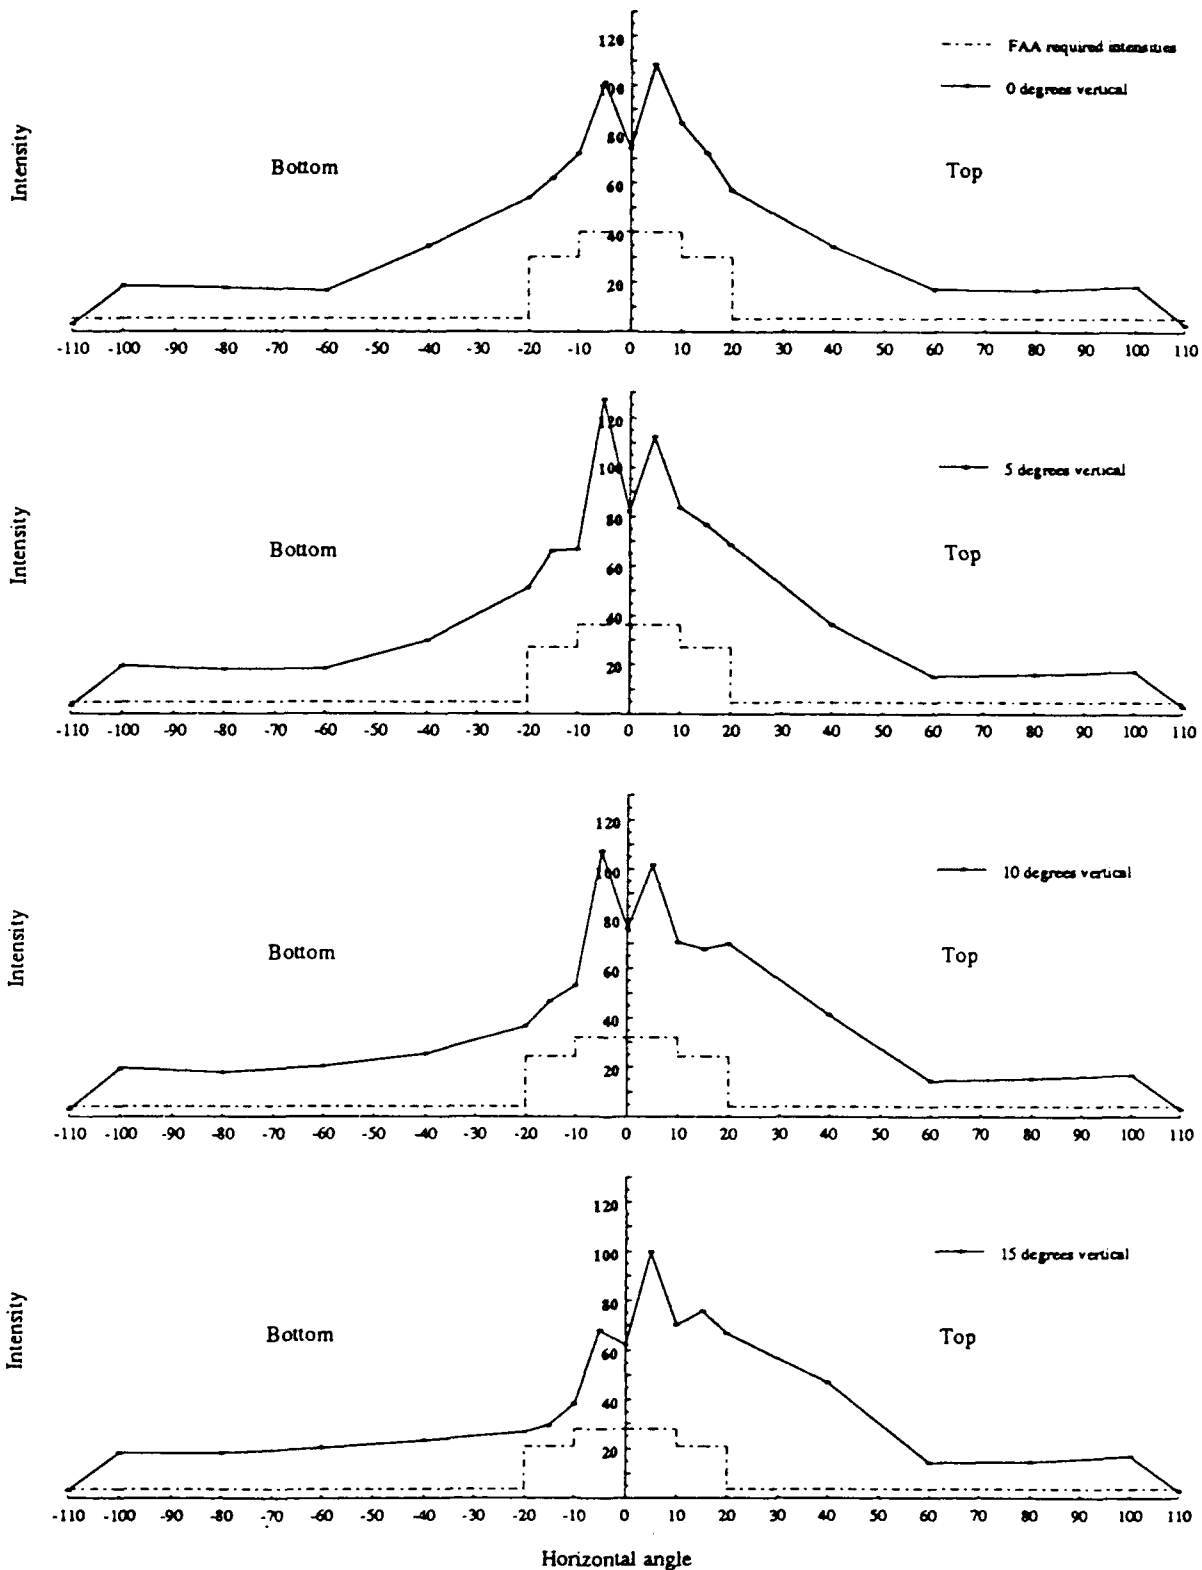 120
FAA required intensities
100
0 degrees vertical
Intensity
80
Bottom
Top
60
40
20
-110 -100 -90 -80 -70 -60 -50 -40 -30 -20 -10 0 10 20 30 40 50 60 70 80 90 100 110
120
100
5 degrees vertical
Intensity
80
Bottom
Top
60
40
20
-110 -100 -90 -80 -70 -60 -50 -40 -30 -20 -10 0 10 20 30 40 50 60 70 80 90 100 110
120
100
10 degrees vertical
Intensity
80
Bottom
Top
60
40
20
-110 -100 -90 -80 -70 -60 -50 -40 -30 -20 -10 0 10 20 30 40 50 60 70 80 90 100 110
120
100
15 degrees vertical
Intensity
80
Bottom
Top
60
40
20
-110 -100 -90 -80 -70 -60 -50 -40 -30 -20 -10 0 10 20 30 40 50 60 70 80 90 100 110
Horizontal angle